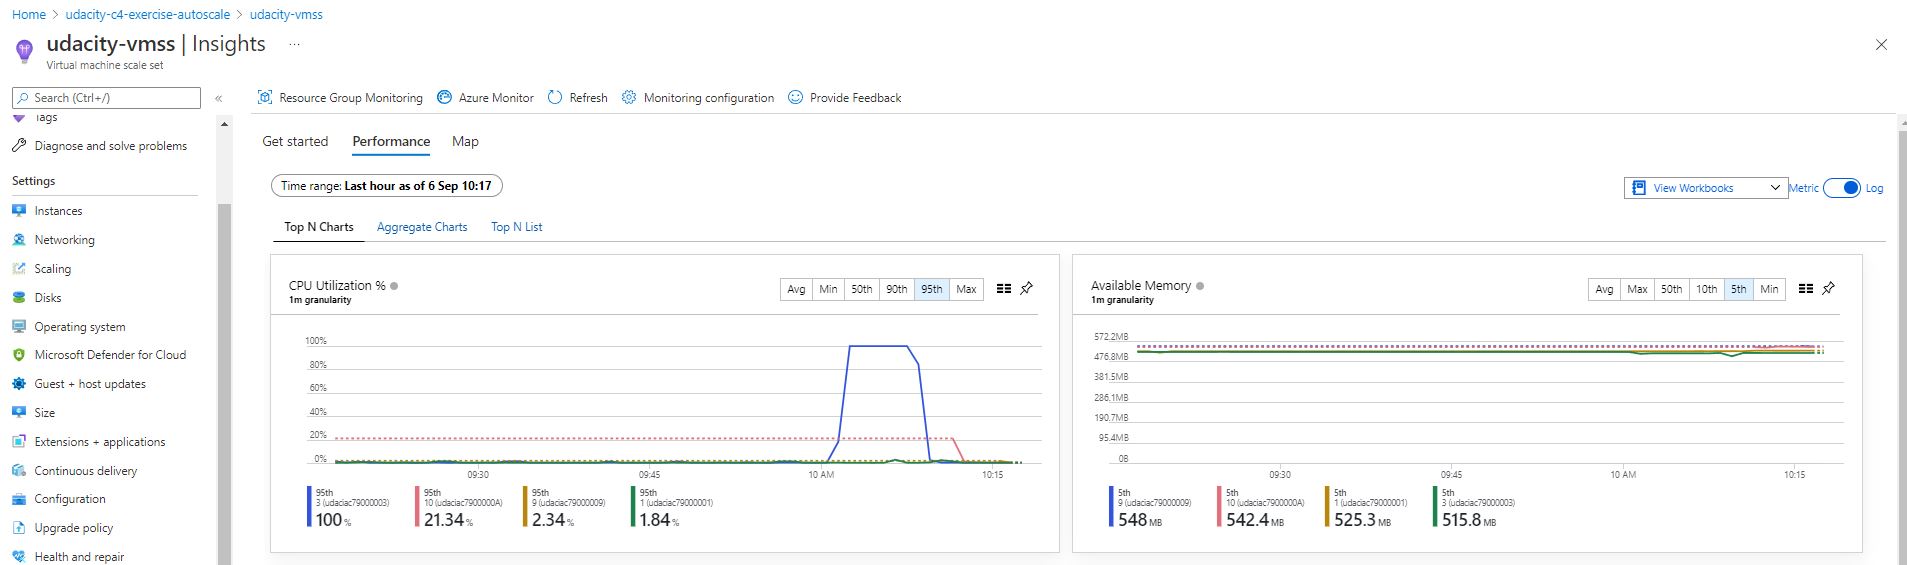 Home > udacity-c4-exercise-autoscale > udacity-vmss
udacity-vmss | Insights ...
Virtual machine scale set
Search (Ctrl+/) «
Resource Group Monitoring Azure Monitor Refresh Monitoring configuration Provide Feedback
Tags
Diagnose and solve problems
Settings
Instances
Networking
Scaling
Disks
Operating system
Microsoft Defender for Cloud
Guest + host updates
Size
Extensions + applications
Continuous delivery
Configuration
Upgrade policy
Health and repair
Get started Performance Map
Time range: Last hour as of 6 Sep 10:17
View Workbooks Metric Log
Top N Charts Aggregate Charts Top N List
CPU Utilization %
1m granularity
Avg Min 50th 90th 95th Max
100%
80%
60%
40%
20%
0%
09:30 09:45 10 AM 10:15
95th
3 (udaciac79000003)
100 %
95th
10 (udaciac7900000A)
21.34 %
95th
9 (udaciac79000009)
2.34 %
95th
1 (udaciac79000001)
1.84 %
Available Memory
1m granularity
Avg Max 50th 10th 5th Min
572.2MB
476.8MB
381.5MB
286.1MB
190.7MB
95.4MB
0B
09:30 09:45 10 AM 10:15
5th
9 (udaciac79000009)
548 MB
5th
10 (udaciac7900000A)
542.4 MB
5th
1 (udaciac79000001)
525.3 MB
5th
3 (udaciac79000003)
515.8 MB